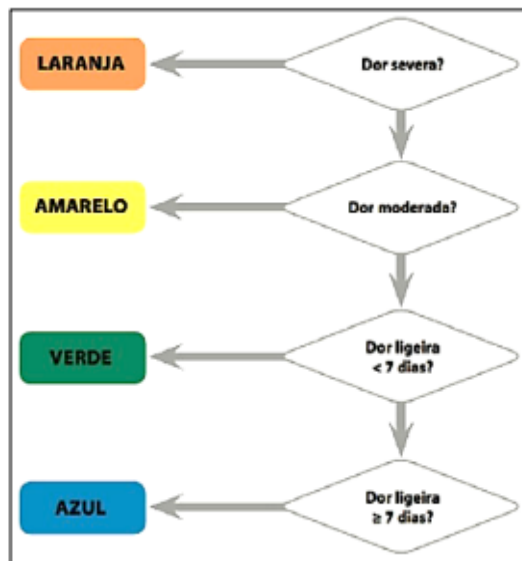 LARANJA
Dor severa?
AMARELO
Dor moderada?
VERDE
Dor ligeira
< 7 dias?
AZUL
Dor ligeira
≥ 7 dias?